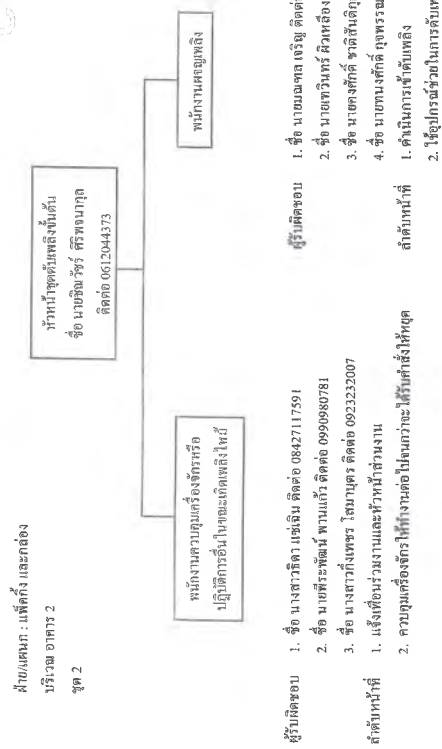 ฝ่าย/แผนก : แพ็คกิ้ง และกล่อง
บริเวณ อาคาร 2
ชุด 2
หัวหน้าชุดดับเพลิงขั้นต้น
ชื่อ นายชิณวัชร์ ศิริพจนากุล
ติดต่อ 0612044373
พนักงานควบคุมเครื่องจักรหรือ
ปฏิบัติการอื่นในขณะเกิดเพลิงไหม้
พนักงานผจญเพลิง
ผู้รับผิดชอบ 1. ชื่อ นางสาวธิดา แซ่เฉิน ติดต่อ 08427117591
2. ชื่อ นายพีระพัฒน์ พานแก้ว ติดต่อ 0990980781
3. ชื่อ นางสาวกิ่งเพชร โสมาบุตร ติดต่อ 0923232007
ลำดับหน้าที่ 1. แจ้งเพื่อนร่วมงานและหัวหน้าส่วนงาน
2. ควบคุมเครื่องจักรให้ทำงานต่อไปจนกว่าจะได้รับคำสั่งให้หยุด
ผู้รับผิดชอบ 1. ชื่อ นายมณฑล เจริญ ติดต่อ
2. ชื่อ นายเทวินทร์ ผิวเหลือง
3. ชื่อ นายคงศักดิ์ ชาติสันติกุ
4. ชื่อ นายทนงศักดิ์ กุจพรรณ
ลำดับหน้าที่ 1. ดำเนินการเข้าดับเพลิง
2. ใช้อุปกรณ์ช่วยในการดับเพ